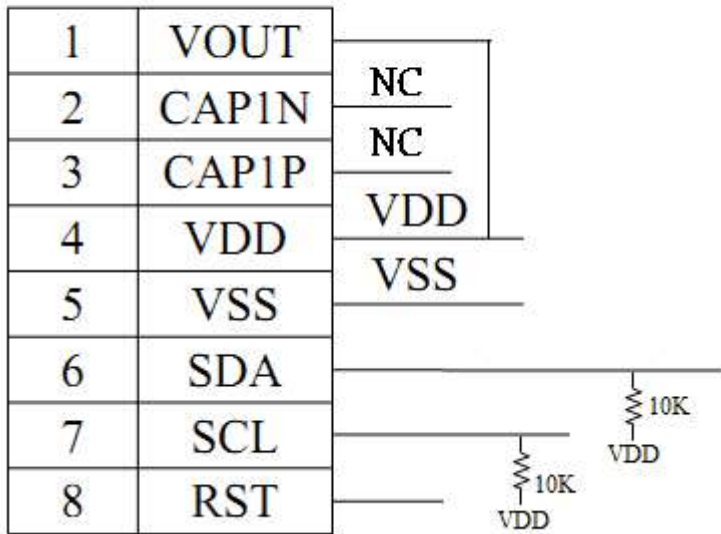 1 VOUT
2 CAP1N NC
3 CAP1P NC
4 VDD VDD
5 VSS VSS
6 SDA
10K
VDD
7 SCL
10K
VDD
8 RST